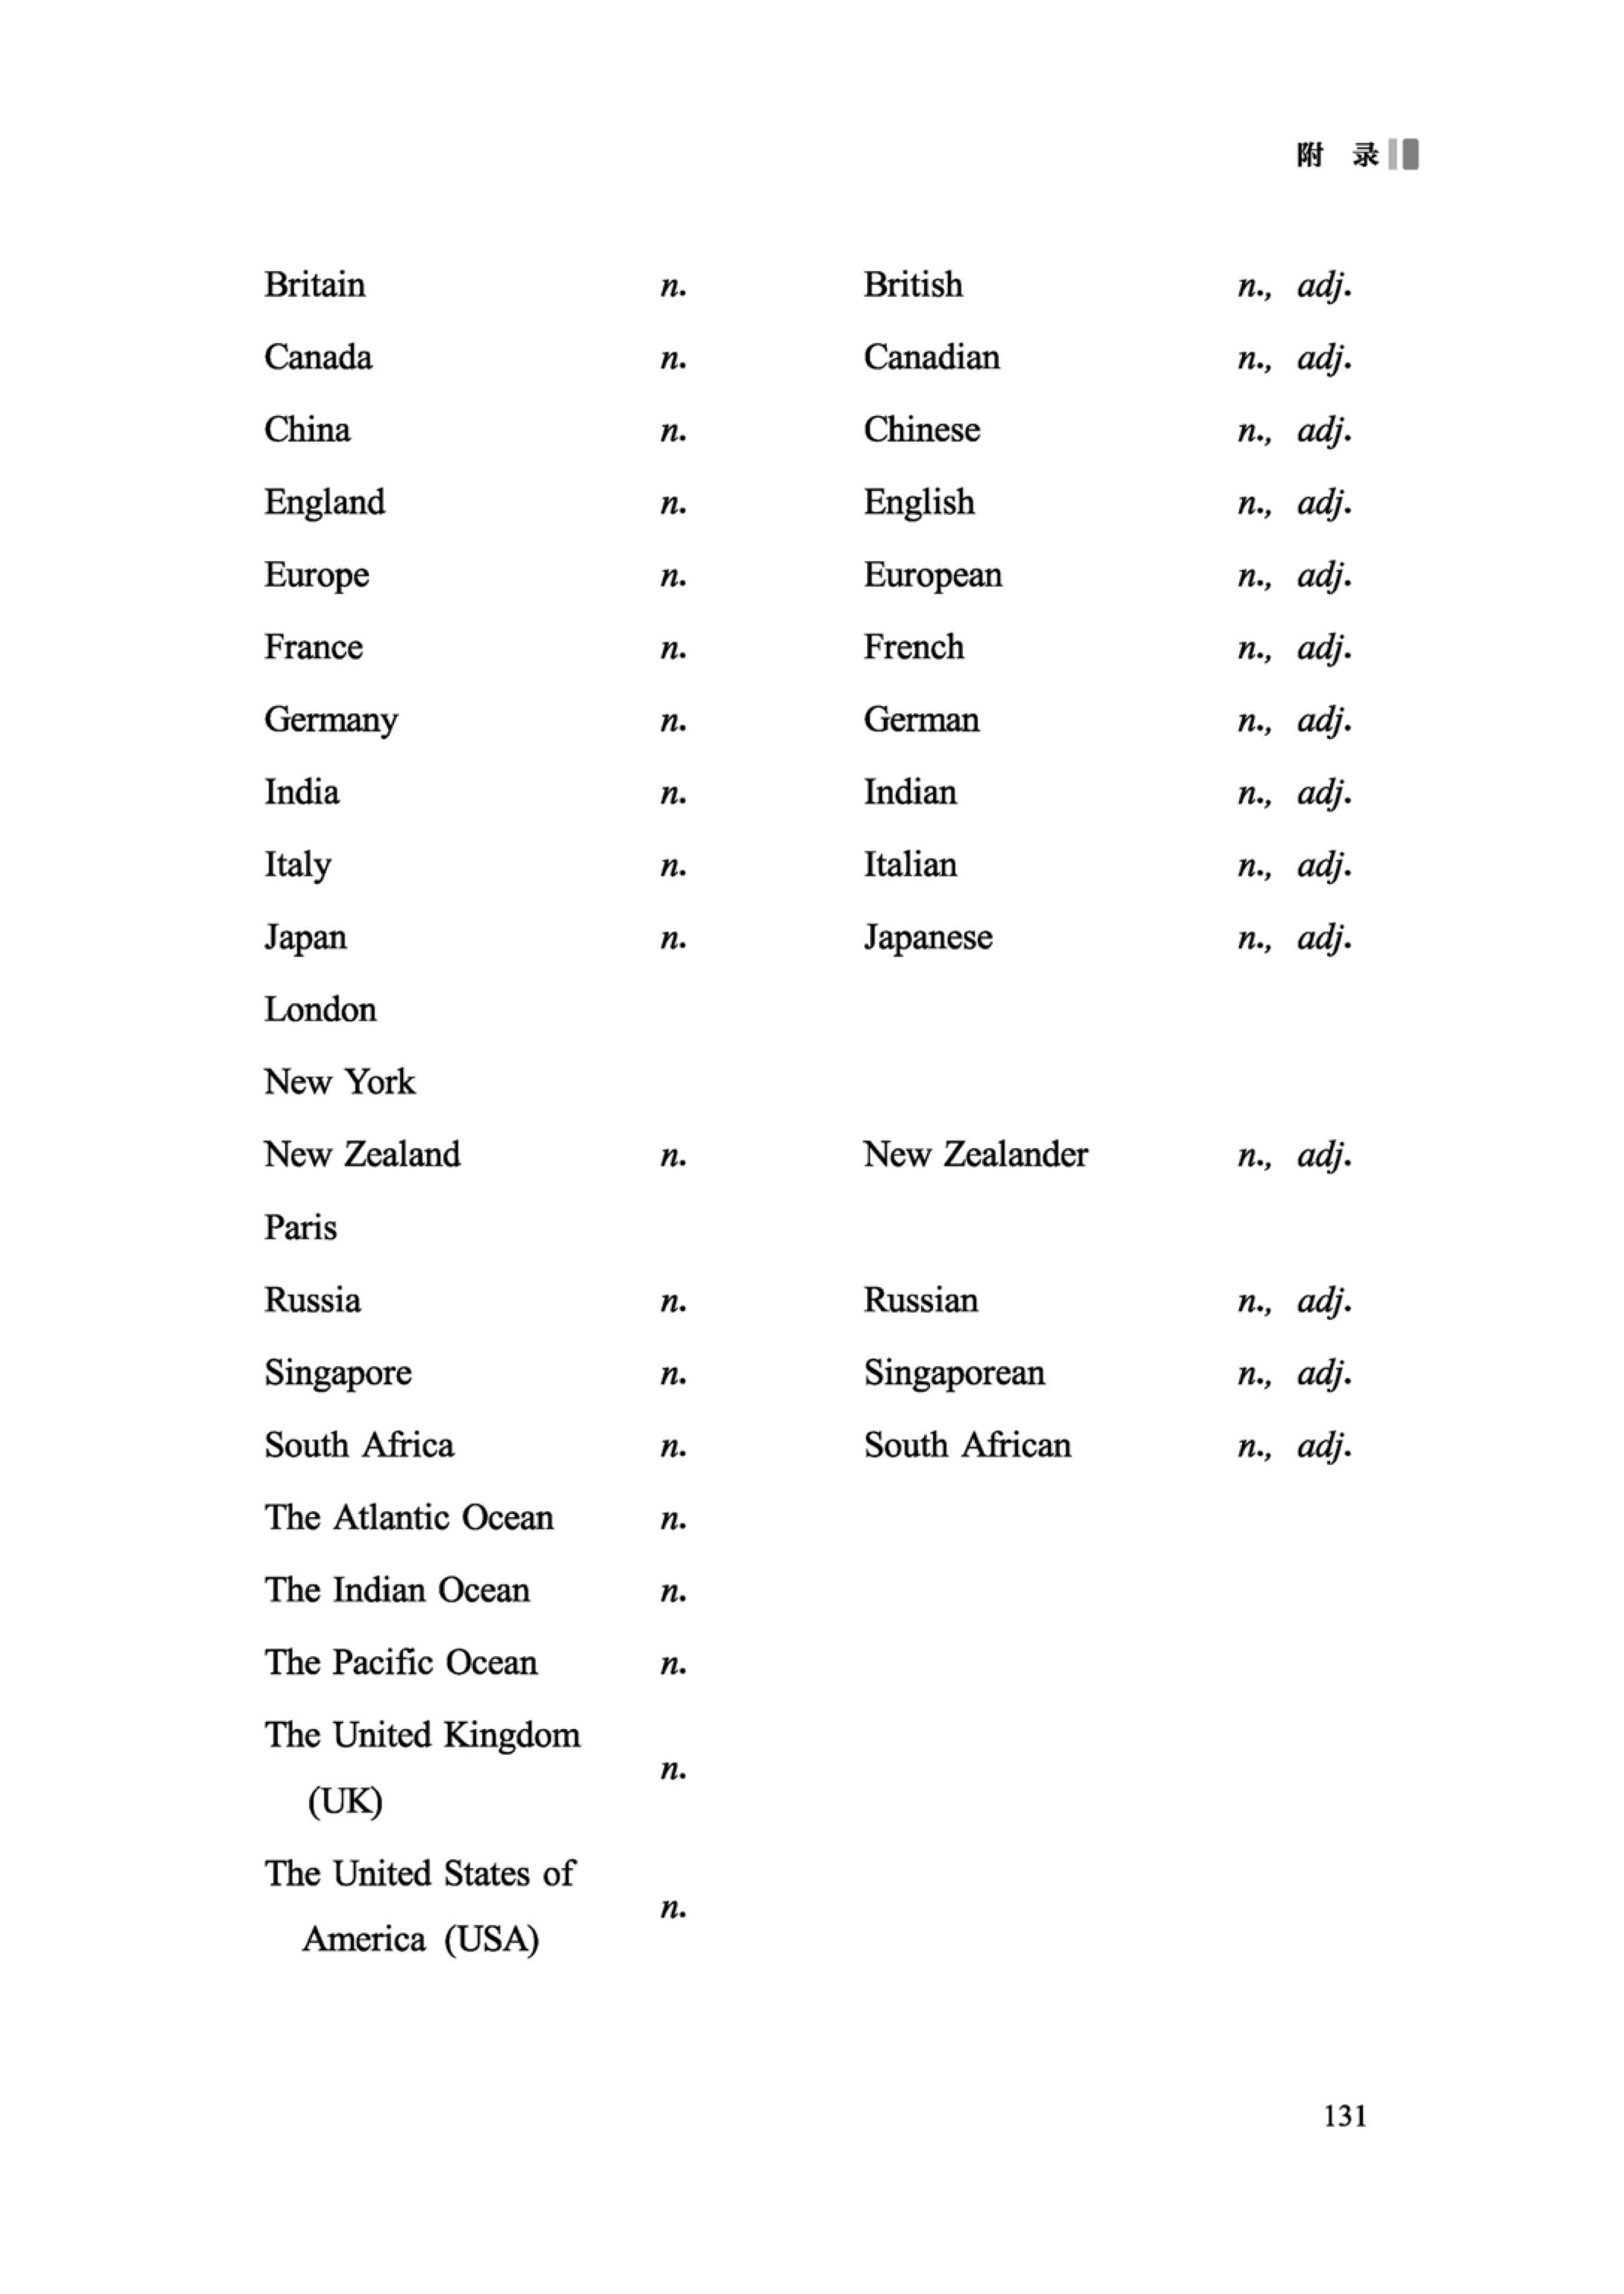 附 录
Britain n. British n., adj.
Canada n. Canadian n., adj.
China n. Chinese n., adj.
England n. English n., adj.
Europe n. European n., adj.
France n. French n., adj.
Germany n. German n., adj.
India n. Indian n., adj.
Italy n. Italian n., adj.
Japan n. Japanese n., adj.
London
New York
New Zealand n. New Zealander n., adj.
Paris
Russia n. Russian n., adj.
Singapore n. Singaporean n., adj.
South Africa n. South African n., adj.
The Atlantic Ocean n.
The Indian Ocean n.
The Pacific Ocean n.
The United Kingdom
(UK) n.
The United States of
America (USA) n.
131